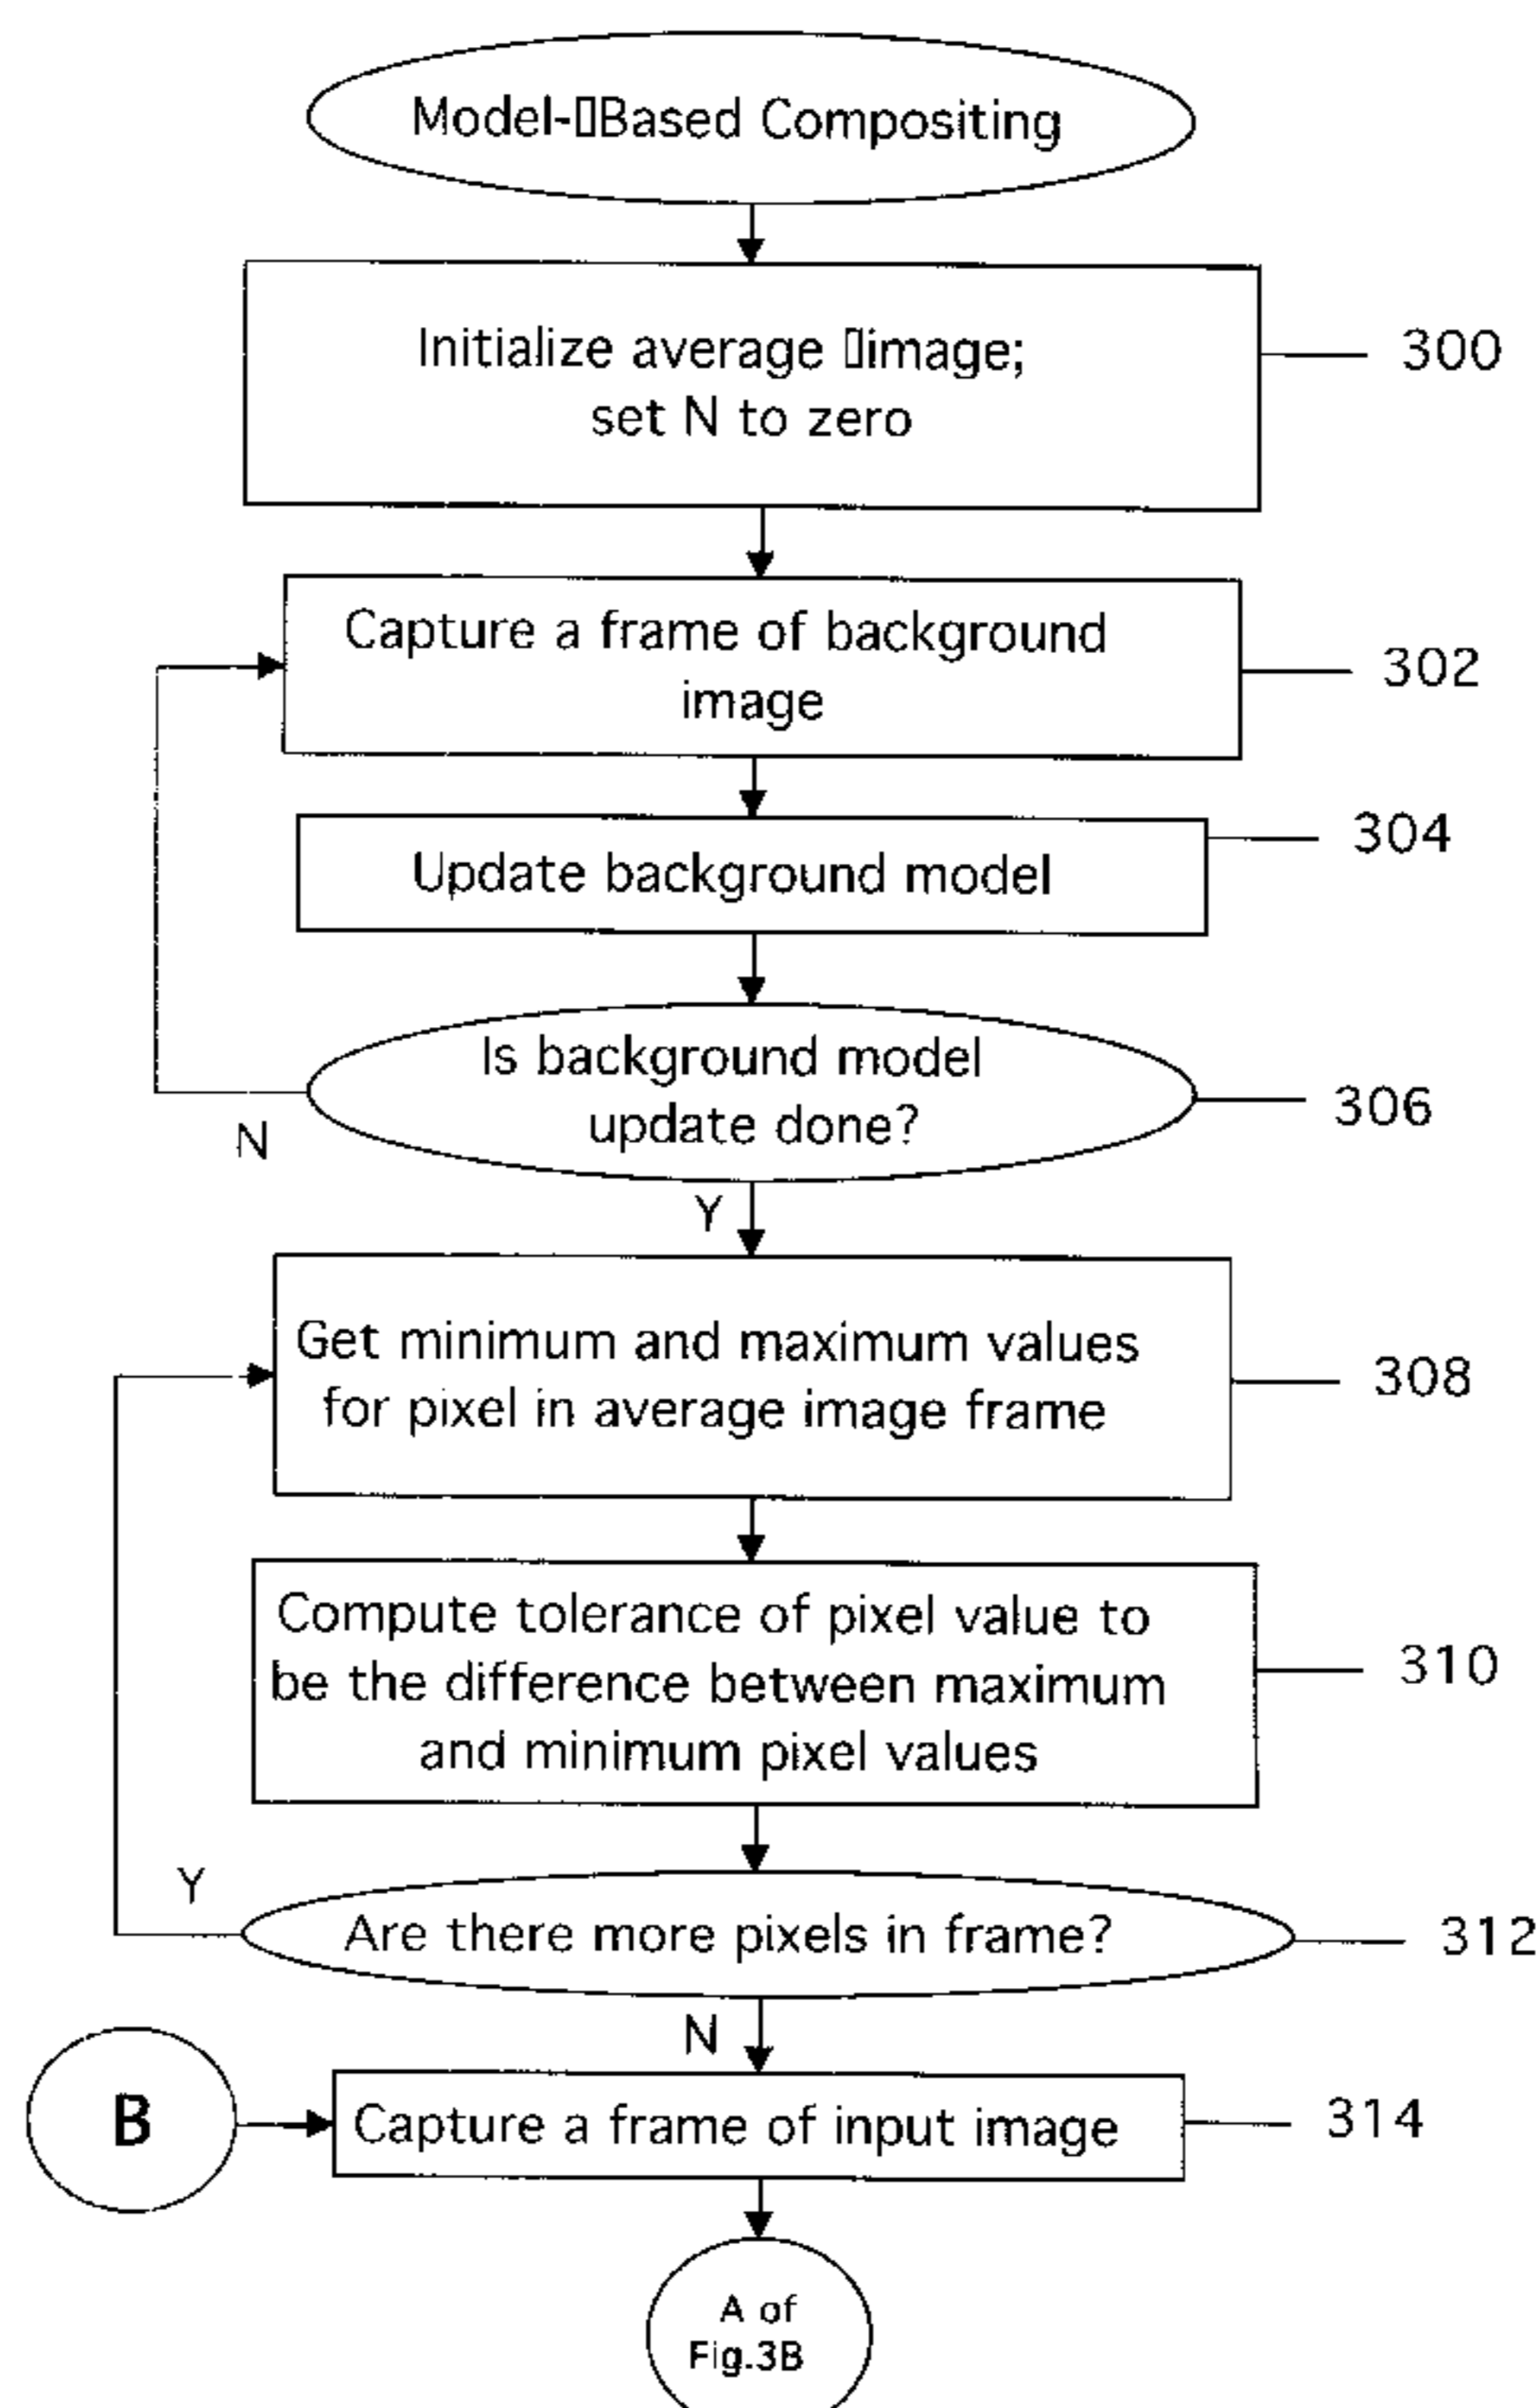 Model-▯Based Compositing
Initialize average ▯image;
set N to zero
300
Capture a frame of background
image
302
Update background model
304
Is background model
update done?
306
N
Y
Get minimum and maximum values
for pixel in average image frame
308
Compute tolerance of pixel value to
be the difference between maximum
and minimum pixel values
310
Y
Are there more pixels in frame?
312
N
B
Capture a frame of input image
314
A of
Fig.3B